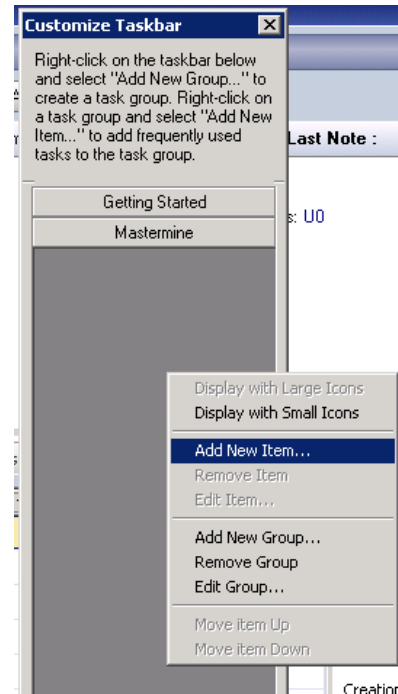 Customize Taskbar
Right-click on the taskbar below
and select "Add New Group..." to
create a task group. Right-click on
a task group and select "Add New
Item..." to add frequently used
tasks to the task group.
Last Note :
Getting Started
s: U0
Mastermine
Display with Large Icons
Display with Small Icons
Add New Item...
Remove Item
Edit Item...
Add New Group...
Remove Group
Edit Group...
Move item Up
Move item Down
Creation